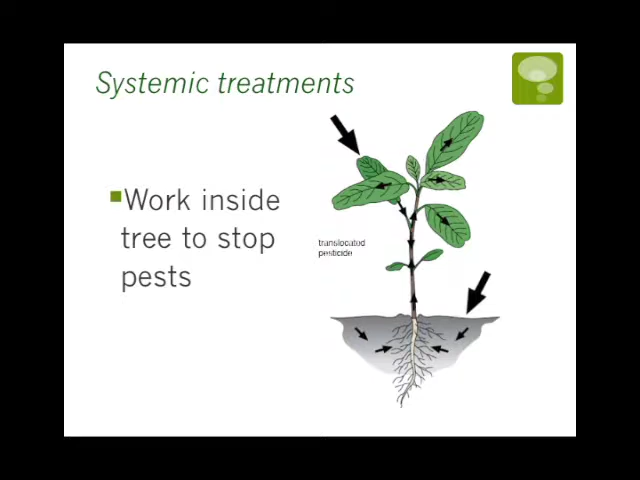 Systemic treatments
Work inside
tree to stop
pests
translocated
pesticide